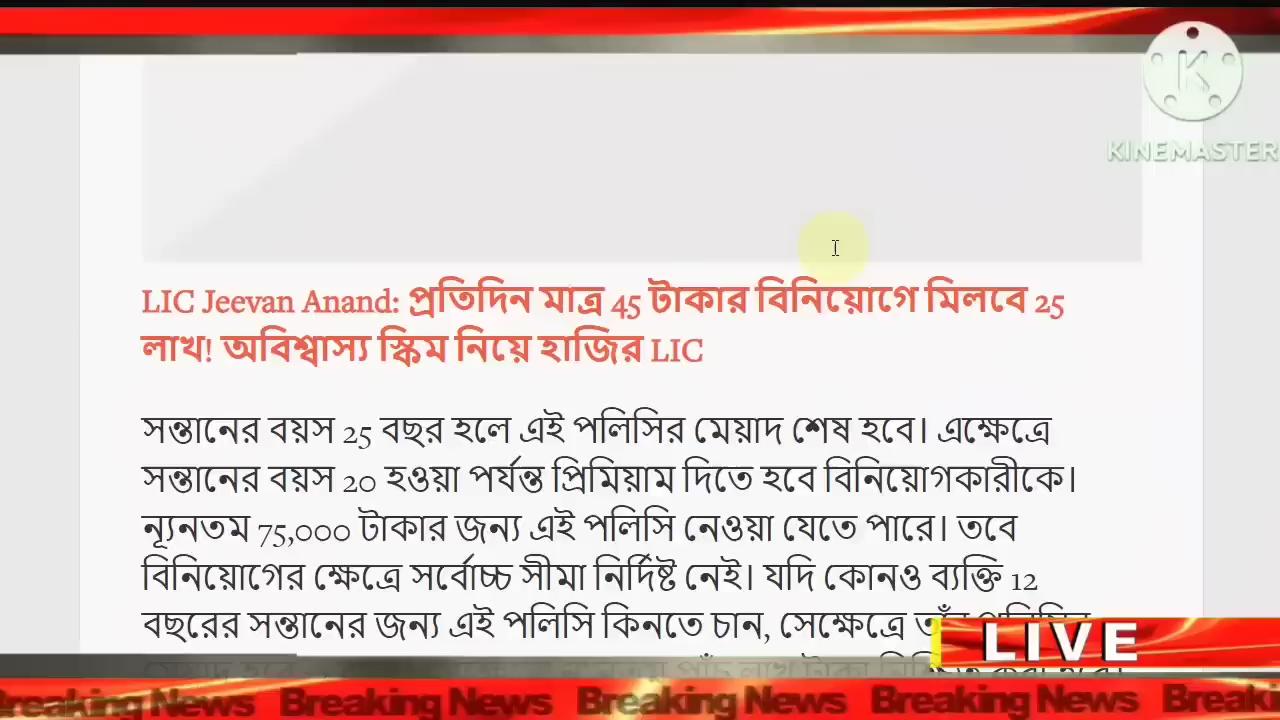 KINEMASTER
LIC Jeevan Anand: প্রতিদিন মাত্র 45 টাকার বিনিয়োগে মিলবে 25
লাখ! অবিশ্বাস্য স্কিম নিয়ে হাজির LIC
সন্তানের বয়স 25 বছর হলে এই পলিসির মেয়াদ শেষ হবে। এক্ষেত্রে
সন্তানের বয়স 20 হওয়া পর্যন্ত প্রিমিয়াম দিতে হবে বিনিয়োগকারীকে।
ন্যূনতম 75,000 টাকার জন্য এই পলিসি নেওয়া যেতে পারে। তবে
বিনিয়োগের ক্ষেত্রে সর্বোচ্চ সীমা নির্দিষ্ট নেই। যদি কোনও ব্যক্তি 12
বছরের সন্তানের জন্য এই পলিসি কিনতে চান, সেক্ষেত্রে তাঁর পলিসির
LIVE
Breaking News Breaking News Breaking News Breaking News Breaki